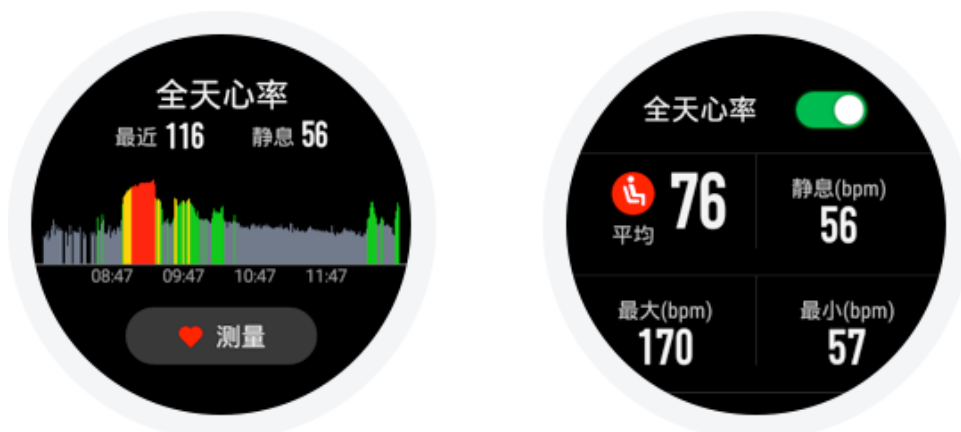 全天心率
最近 116 静息 56
08:47 09:47 10:47 11:47
测量
全天心率
76
平均
静息(bpm)
56
最大(bpm)
170
最小(bpm)
57